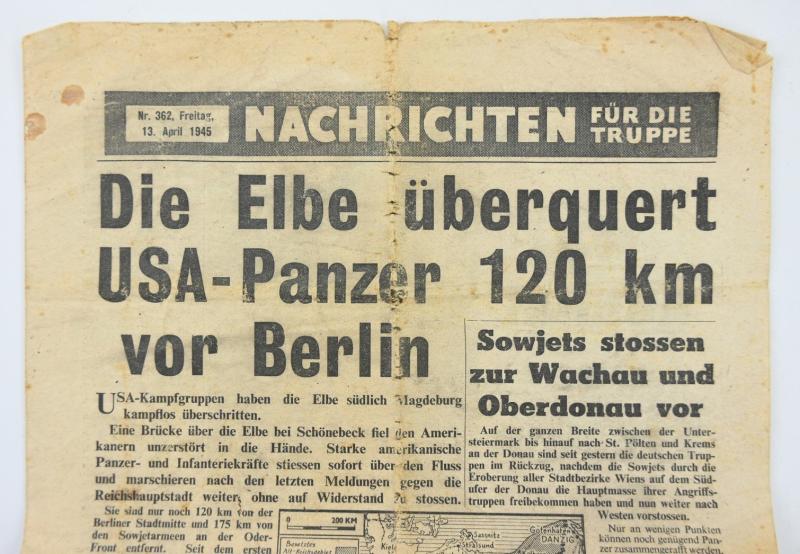 Nr. 362, Freitag,
13. April 1945
NACHRICHTEN FÜR DIE
TRUPPE
Die Elbe überquert
USA-Panzer 120 km
vor Berlin
USA-Kampfgruppen haben die Elbe südlich Magdeburg
kampflos überschritten.
Eine Brücke über die Elbe bei Schönebeck fiel den Ameri-
kanern unzerstört in die Hände. Starke amerikanische
Panzer- und Infanteriekräfte stiessen sofort über den Fluss
und marschieren nach den letzten Meldungen gegen die
Reichshauptstadt weiter, ohne auf Widerstand zu stossen.
Sie sind nur noch 120 km von der
Berliner Stadtmitte und 175 km von
den Sowjetarmeen an der Oder-
Front entfernt. Seit dem ersten
Sowjets stossen
zur Wachau und
Oberdonau vor
Auf der ganzen Breite zwischen der Unter-
steiermark bis hinauf nach St. Pölten und Krems
an der Donau sind seit gestern die deutschen Trup-
pen im Rückzug, nachdem die Sowjets durch die
Eroberung aller Stadtbezirke Wiens auf dem Süd-
ufer der Donau die Hauptmasse ihrer Angriffs-
truppen freibekommen haben und nun weiter nach
Westen vorstossen.
Nur an wenigen Punkten
können noch genügend Pan-
zer zusammengerafft werden
0 200 KM
Besetztes
Alt-Reichsgebiet
Kiel
Sassnitz
Stralsund
Gotenhafen
DANZIG